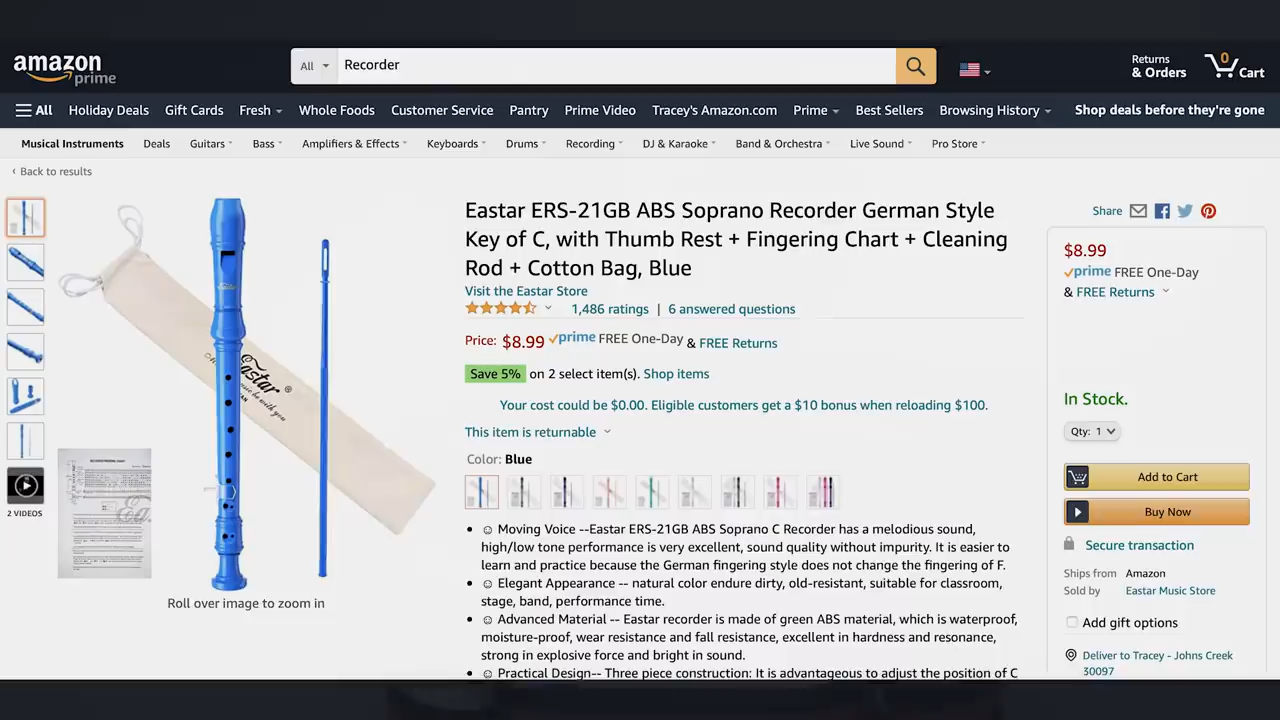 amazon
prime
All
Recorder
Returns
& Orders
0
Cart
All
Holiday Deals
Gift Cards
Fresh
Whole Foods
Customer Service
Pantry
Prime Video
Tracey's Amazon.com
Prime
Best Sellers
Browsing History
Shop deals before they're gone
Musical Instruments
Deals
Guitars
Bass
Amplifiers & Effects
Keyboards
Drums
Recording
DJ & Karaoke
Band & Orchestra
Live Sound
Pro Store
‹ Back to results
2 VIDEOS
Eastar
Roll over image to zoom in
Eastar ERS-21GB ABS Soprano Recorder German Style
Key of C, with Thumb Rest + Fingering Chart + Cleaning
Rod + Cotton Bag, Blue
Visit the Eastar Store
1,486 ratings | 6 answered questions
Price: $8.99 prime FREE One-Day & FREE Returns
Save 5% on 2 select item(s). Shop items
Your cost could be $0.00. Eligible customers get a $10 bonus when reloading $100.
This item is returnable
Color: Blue
• ☺ Moving Voice --Eastar ERS-21GB ABS Soprano C Recorder has a melodious sound,
high/low tone performance is very excellent, sound quality without impurity. It is easier to
learn and practice because the German fingering style does not change the fingering of F.
• ☺ Elegant Appearance -- natural color endure dirty, old-resistant, suitable for classroom,
stage, band, performance time.
• ☺ Advanced Material -- Eastar recorder is made of green ABS material, which is waterproof,
moisture-proof, wear resistance and fall resistance, excellent in hardness and resonance,
strong in explosive force and bright in sound.
• ☺ Practical Design-- Three piece construction: It is advantageous to adjust the position of C
Share
$8.99
prime FREE One-Day
& FREE Returns
In Stock.
Qty: 1
Add to Cart
Buy Now
Secure transaction
Ships from Amazon
Sold by Eastar Music Store
Add gift options
Deliver to Tracey - Johns Creek
30097